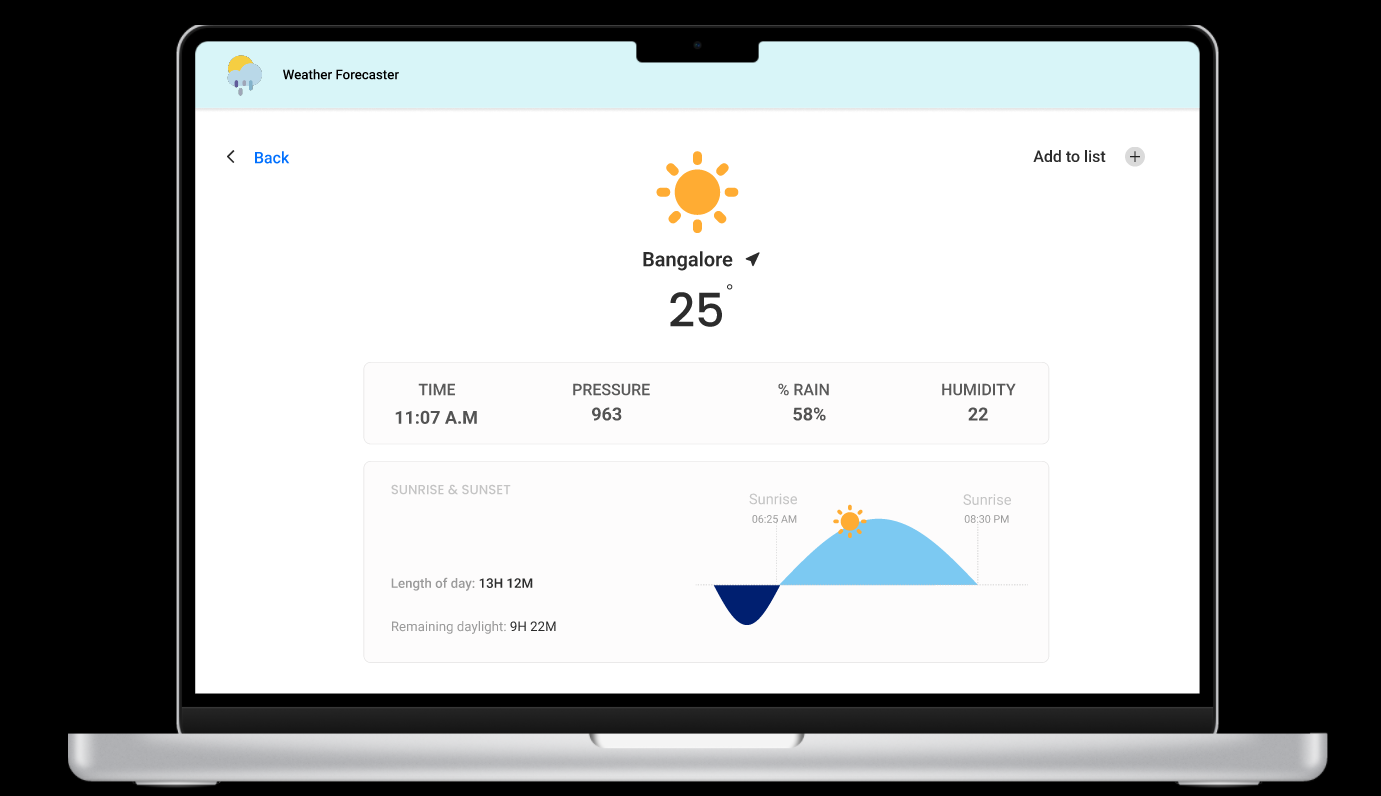 Weather Forecaster
Back
Add to list
Bangalore
25°
TIME PRESSURE % RAIN HUMIDITY
11:07 A.M 963 58% 22
SUNRISE & SUNSET
Sunrise Sunrise
06:25 AM 08:30 PM
Length of day: 13H 12M
Remaining daylight: 9H 22M